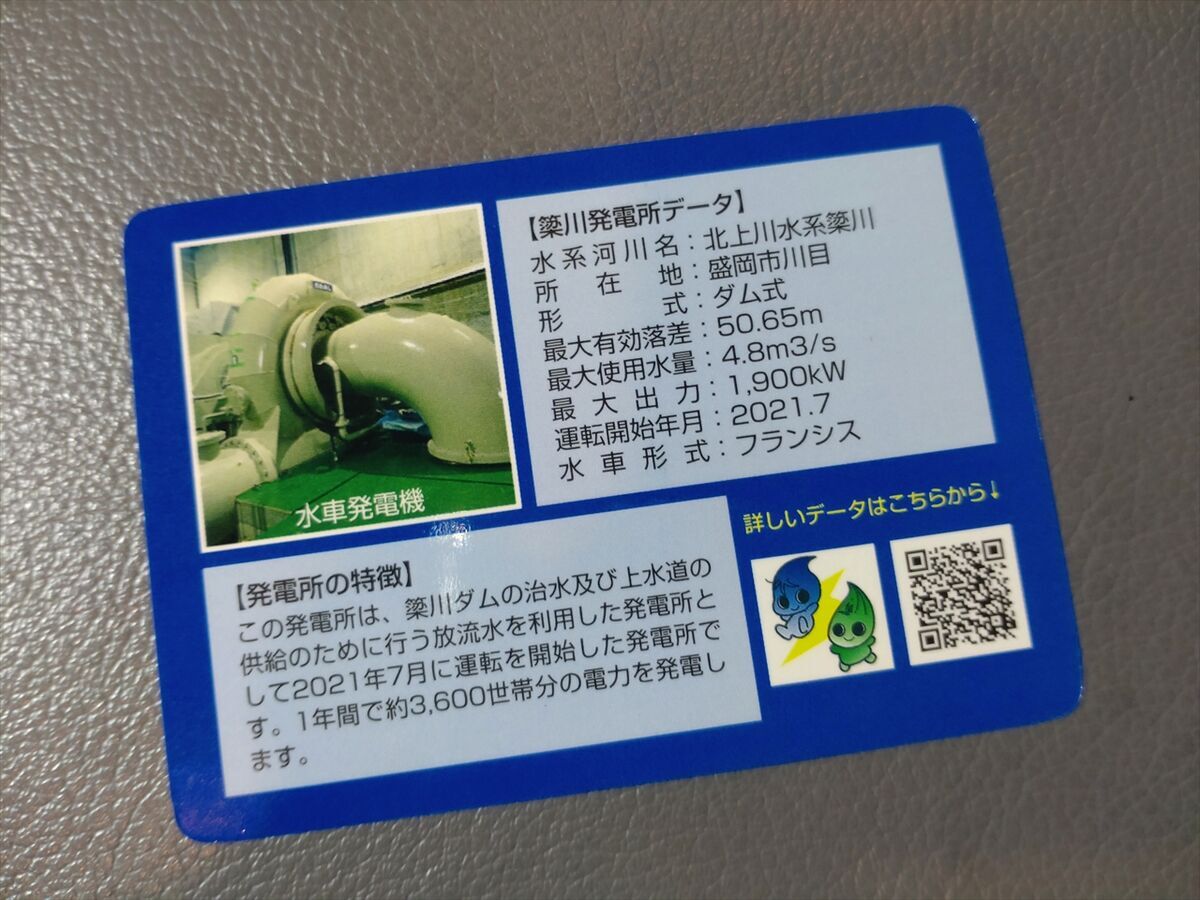 【簗川発電所データ】
水系河川名：北上川水系簗川
所在地：盛岡市川目
形式：ダム式
最大有効落差：50.65m
最大使用水量：4.8m3/s
最大出力：1,900kW
運転開始年月：2021.7
水車形式：フランシス
水車発電機
詳しいデータはこちらから↓
【発電所の特徴】
この発電所は、簗川ダムの治水及び上水道の
供給のために行う放流水を利用した発電所と
して2021年7月に運転を開始した発電所で
す。1年間で約3,600世帯分の電力を発電し
ます。